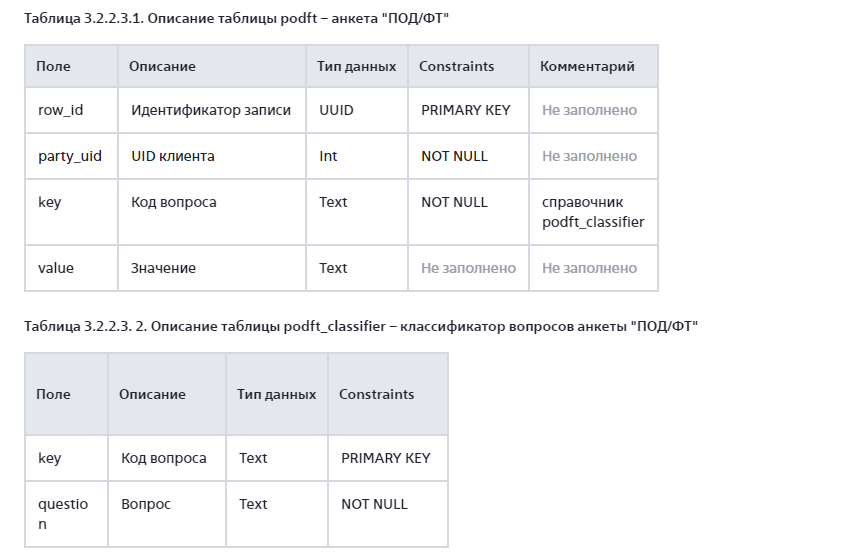 Таблица 3.2.2.3.1. Описание таблицы podft – анкета "ПОД/ФТ"
Поле Описание Тип данных Constraints Комментарий
row_id Идентификатор записи UUID PRIMARY KEY Не заполнено
party_uid UID клиента Int NOT NULL Не заполнено
key Код вопроса Text NOT NULL справочник
podft_classifier
value Значение Text Не заполнено Не заполнено
Таблица 3.2.2.3. 2. Описание таблицы podft_classifier – классификатор вопросов анкеты "ПОД/ФТ"
Поле Описание Тип данных Constraints
key Код вопроса Text PRIMARY KEY
questio Вопрос Text NOT NULL
n